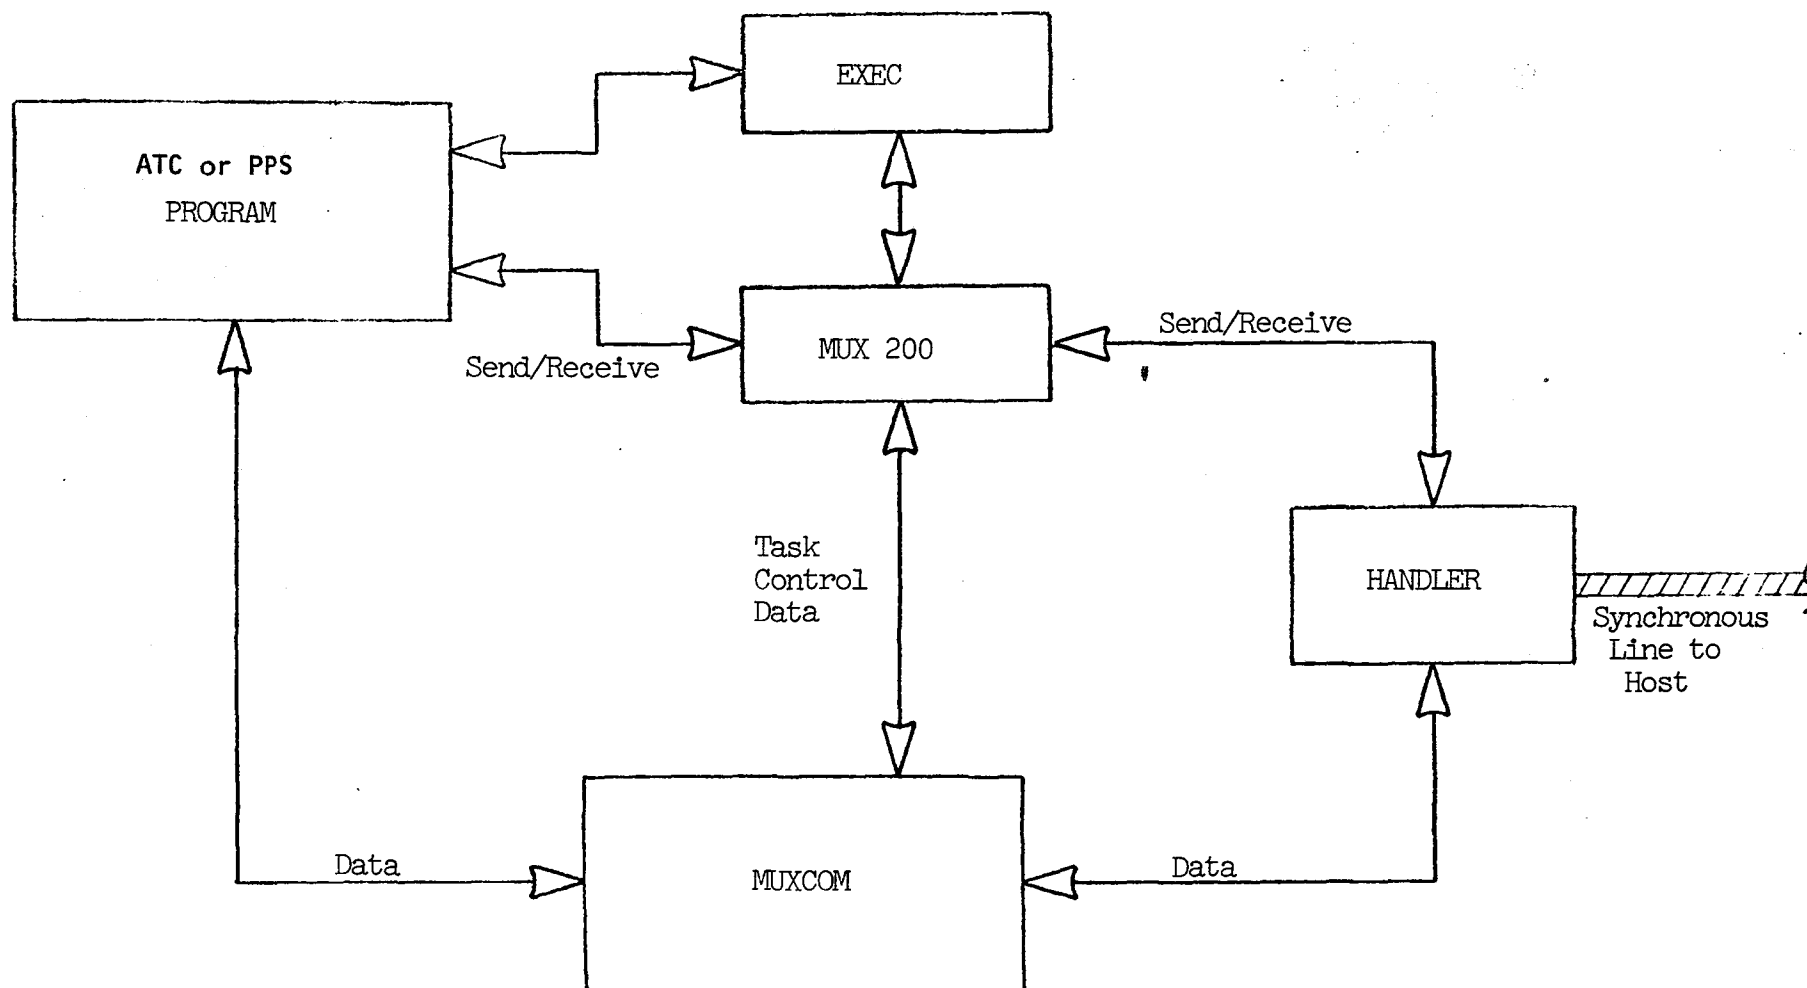 EXEC
ATC or PPS
PROGRAM
Send/Receive
MUX 200
Send/Receive
Task
Control
Data
HANDLER
Synchronous
Line to
Host
Data
MUXCOM
Data